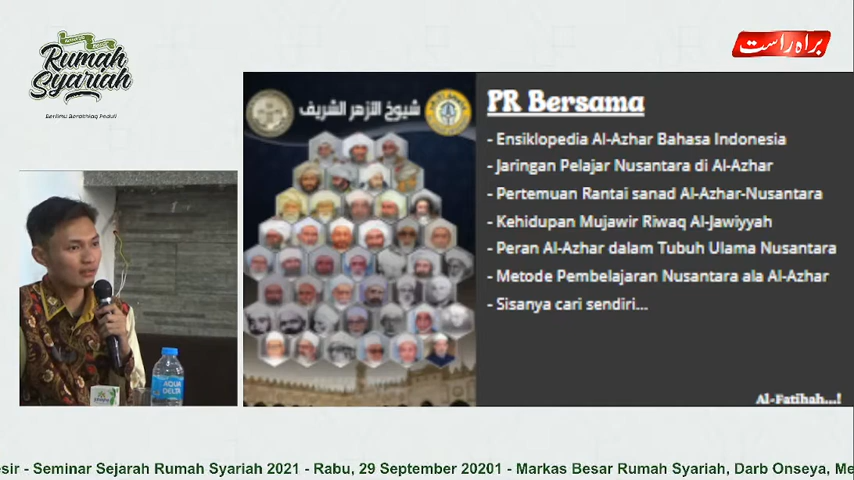 Rumah
Syariah
Berilmu Berakhlaq Peduli
براہ راست
شيوخ الأزهر الشريف
PR Bersama
- Ensiklopedia Al-Azhar Bahasa Indonesia
- Jaringan Pelajar Nusantara di Al-Azhar
- Pertemuan Rantai sanad Al-Azhar-Nusantara
- Kehidupan Mujawir Riwaq Al-Jawiyyah
- Peran Al-Azhar dalam Tubuh Ulama Nusantara
- Metode Pembelajaran Nusantara ala Al-Azhar
- Sisanya cari sendiri...
Al-Fatihah...!
AQUA
DELTA
esir - Seminar Sejarah Rumah Syariah 2021 - Rabu, 29 September 20201 - Markas Besar Rumah Syariah, Darb Onseya, Me